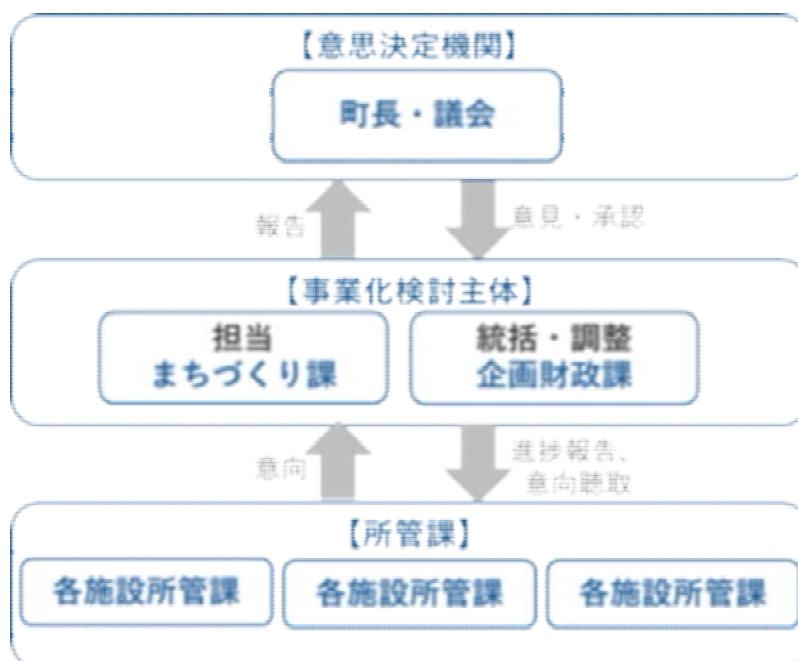 【意思決定機関】
町長・議会
報告
意見・承認
【事業化検討主体】
担当
まちづくり課
統括・調整
企画財政課
意向
進捗報告、
意向聴取
【所管課】
各施設所管課
各施設所管課
各施設所管課